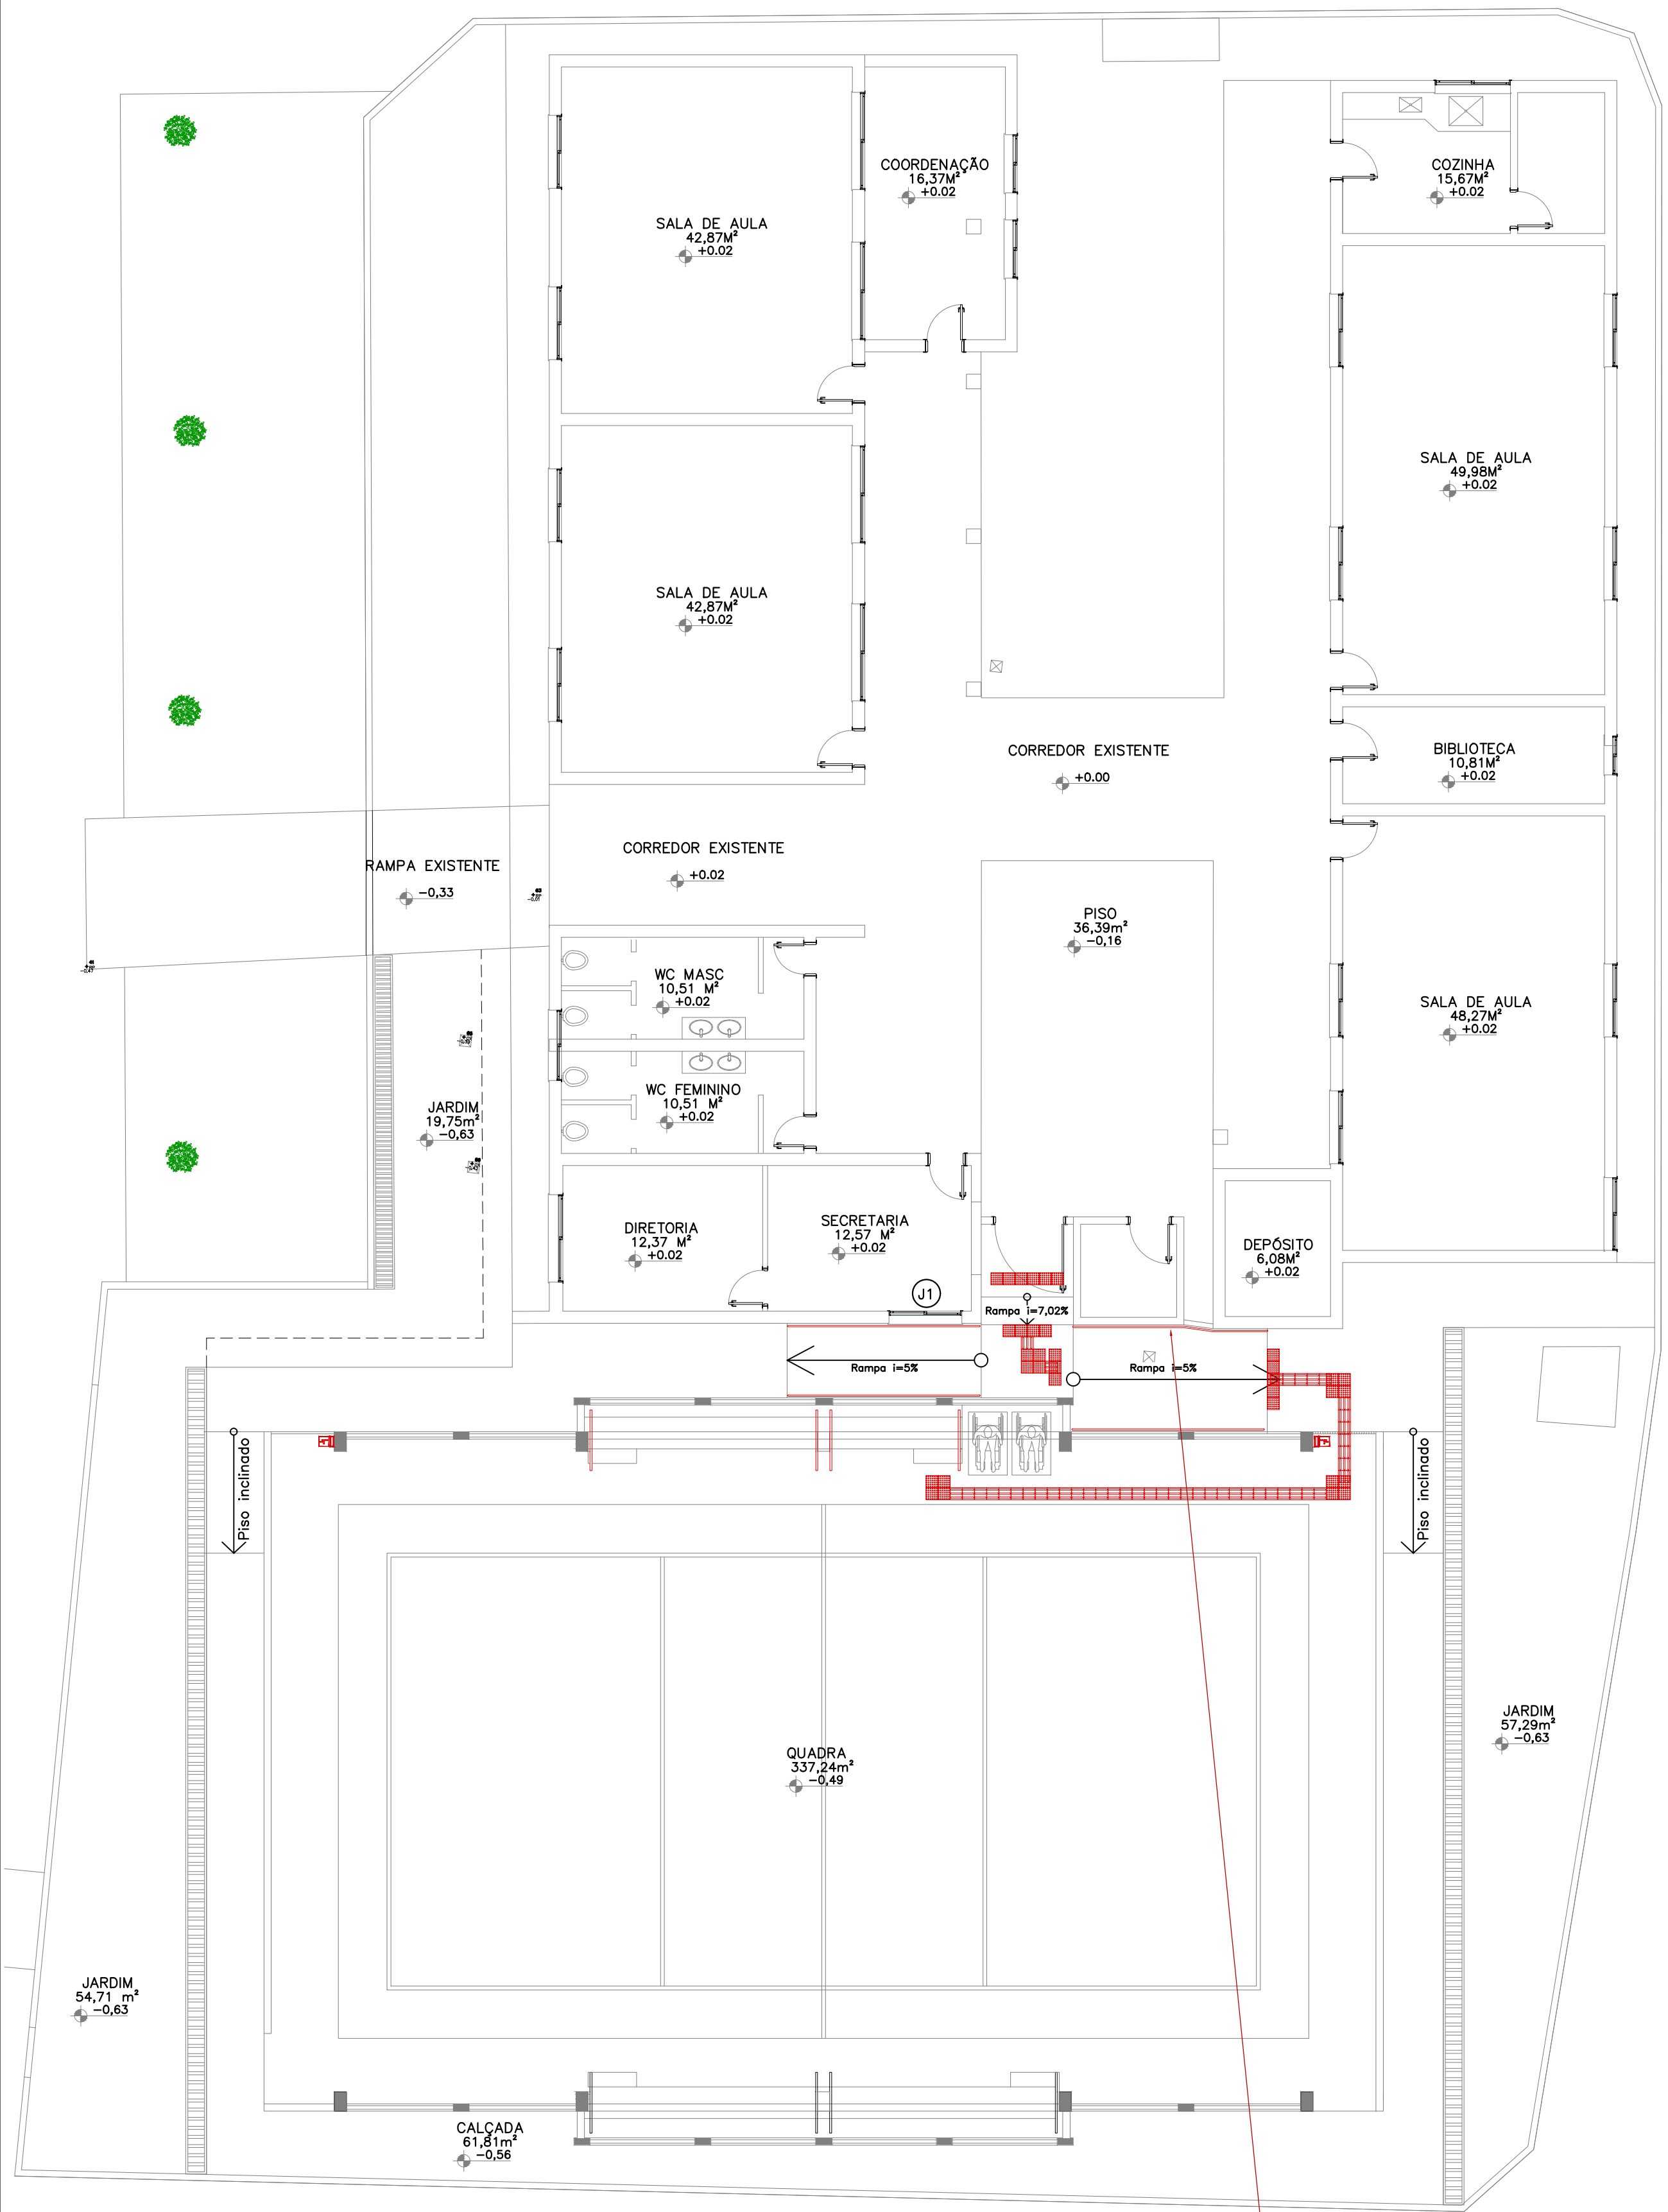 COORDENAÇÃO
16,37M²
+0.02
COZINHA
15,67M²
+0.02
SALA DE AULA
42,87M²
+0.02
SALA DE AULA
49,98M²
+0.02
SALA DE AULA
42,87M²
+0.02
CORREDOR EXISTENTE
+0.00
BIBLIOTECA
10,81M²
+0.02
CORREDOR EXISTENTE
+0.02
RAMPA EXISTENTE
-0,33
PISO
36,39m²
-0,16
WC MASC
10,51 M²
+0.02
SALA DE AULA
48,27M²
+0.02
WC FEMININO
10,51 M²
+0.02
JARDIM
19,75m²
-0,63
DIRETORIA
12,37 M²
+0.02
SECRETARIA
12,57 M²
+0.02
DEPÓSITO
6,08M²
+0.02
J1
Rampa i=7,02%
Rampa i=5%
Rampa i=5%
Piso inclinado
Piso inclinado
QUADRA
337,24m²
-0,49
JARDIM
57,29m²
-0,63
JARDIM
54,71 m²
-0,63
CALÇADA
61,81m²
-0,56